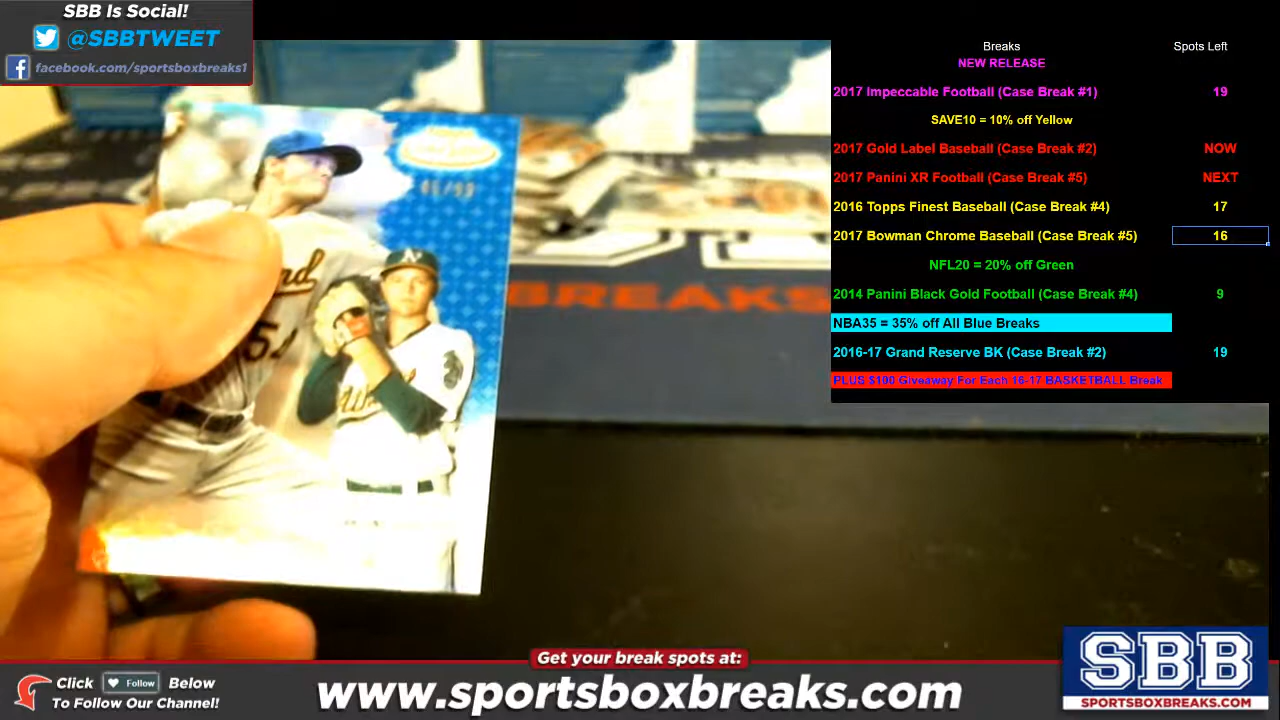 SBB Is Social!
@SBBTWEET
facebook.com/sportsboxbreaks1
Breaks Spots Left
NEW RELEASE
2017 Impeccable Football (Case Break #1) 19
SAVE10 = 10% off Yellow
2017 Gold Label Baseball (Case Break #2) NOW
2017 Panini XR Football (Case Break #5) NEXT
2016 Topps Finest Baseball (Case Break #4) 17
2017 Bowman Chrome Baseball (Case Break #5) 16
NFL20 = 20% off Green
2014 Panini Black Gold Football (Case Break #4) 9
NBA35 = 35% off All Blue Breaks
2016-17 Grand Reserve BK (Case Break #2) 19
PLUS $100 Giveaway For Each 16-17 BASKETBALL Break
A's
BREAKS
Get your break spots at:
Click Follow Below
To Follow Our Channel!
www.sportsboxbreaks.com
SBB
SPORTSBOXBREAKS.COM